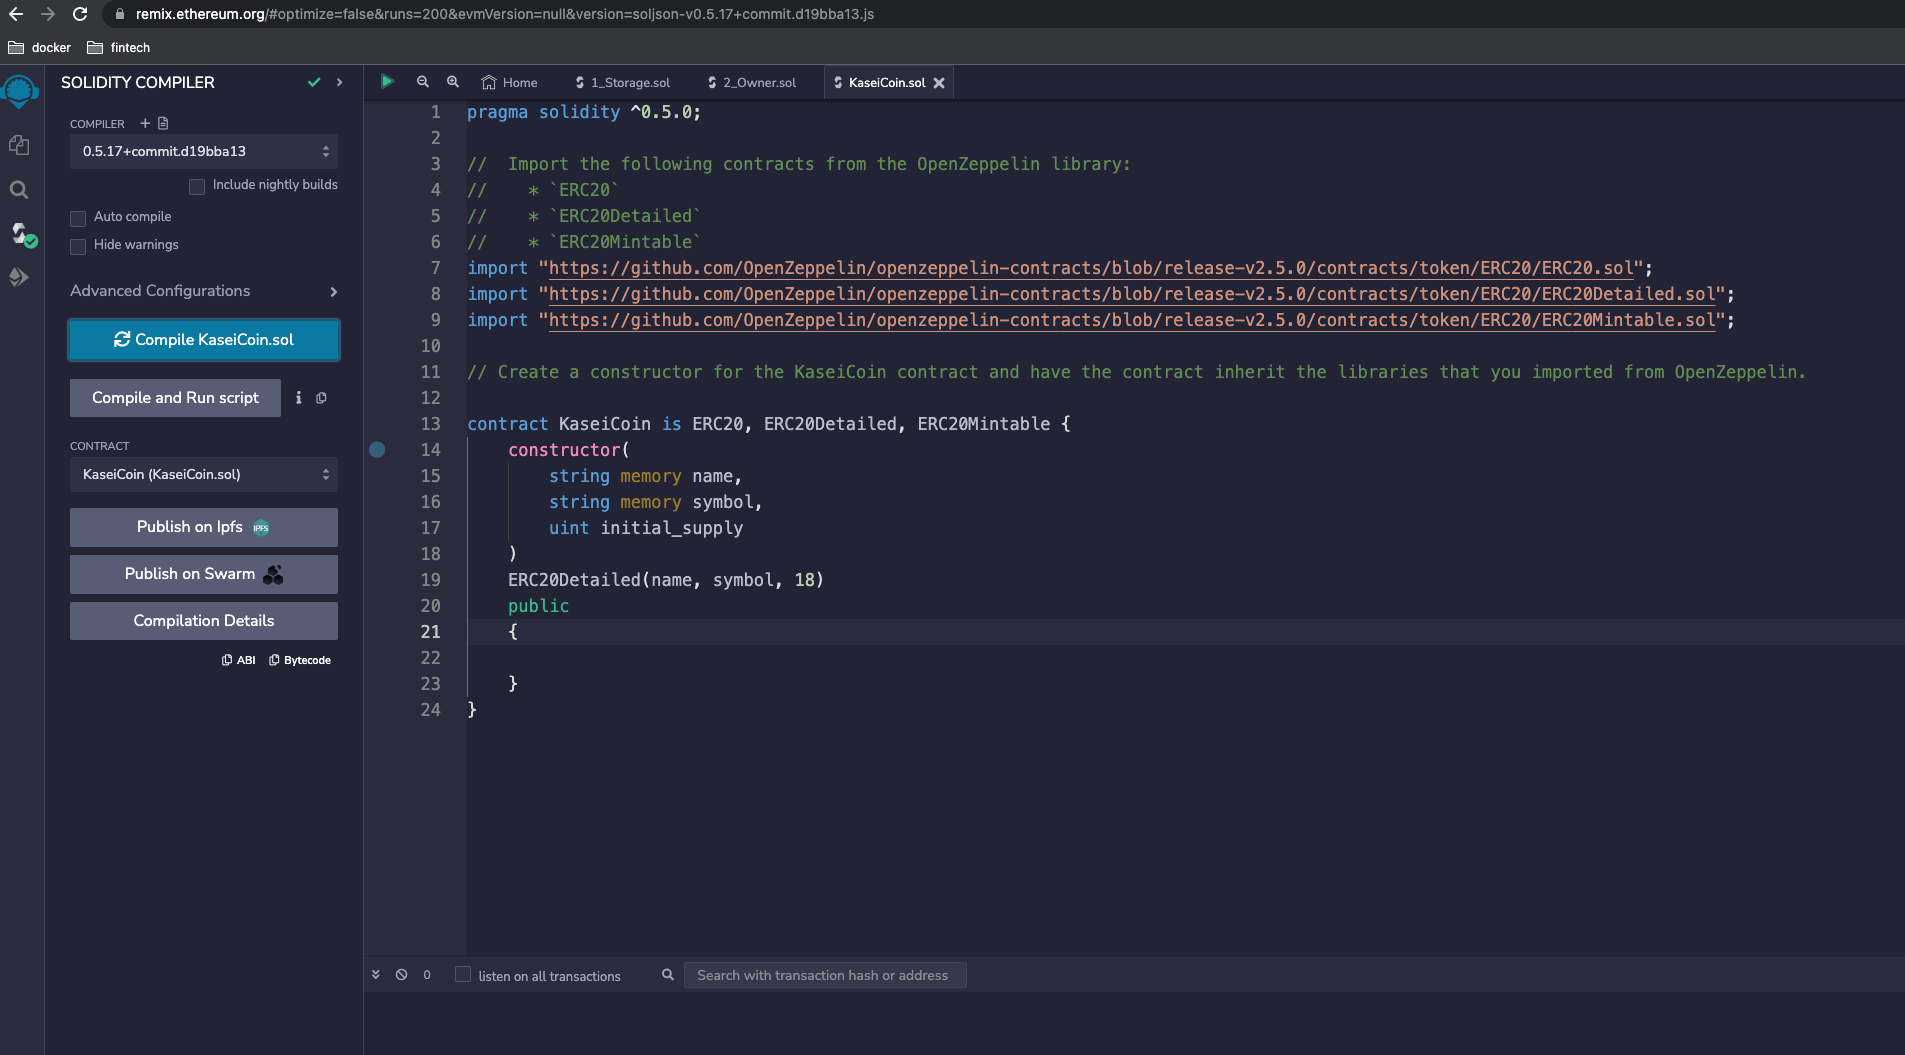 remix.ethereum.org/#optimize=false&runs=200&evmVersion=null&version=soljson-v0.5.17+commit.d19bba13.js
docker fintech
SOLIDITY COMPILER
COMPILER
0.5.17+commit.d19bba13
Include nightly builds
Auto compile
Hide warnings
Advanced Configurations
Compile KaseiCoin.sol
Compile and Run script
CONTRACT
KaseiCoin (KaseiCoin.sol)
Publish on Ipfs IPFS
Publish on Swarm
Compilation Details
ABI Bytecode
Home 1_Storage.sol 2_Owner.sol KaseiCoin.sol
1 pragma solidity ^0.5.0;
2
3 //  Import the following contracts from the OpenZeppelin library:
4 //    * `ERC20`
5 //    * `ERC20Detailed`
6 //    * `ERC20Mintable`
7 import "https://github.com/OpenZeppelin/openzeppelin-contracts/blob/release-v2.5.0/contracts/token/ERC20/ERC20.sol";
8 import "https://github.com/OpenZeppelin/openzeppelin-contracts/blob/release-v2.5.0/contracts/token/ERC20/ERC20Detailed.sol";
9 import "https://github.com/OpenZeppelin/openzeppelin-contracts/blob/release-v2.5.0/contracts/token/ERC20/ERC20Mintable.sol";
10
11 // Create a constructor for the KaseiCoin contract and have the contract inherit the libraries that you imported from OpenZeppelin.
12
13 contract KaseiCoin is ERC20, ERC20Detailed, ERC20Mintable {
14     constructor(
15         string memory name,
16         string memory symbol,
17         uint initial_supply
18     )
19     ERC20Detailed(name, symbol, 18)
20     public
21     {
22
23     }
24 }
0 listen on all transactions Search with transaction hash or address